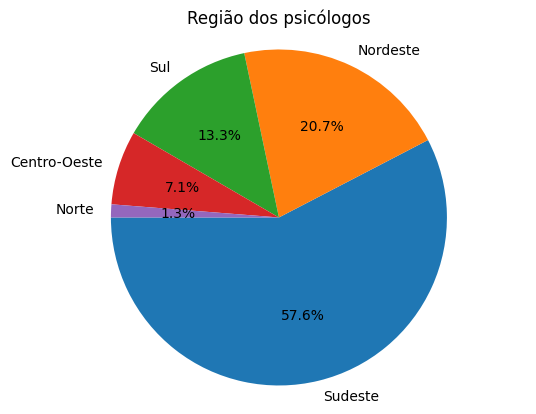 Região dos psicólogos
Nordeste
Sul
20.7%
13.3%
Centro-Oeste
7.1%
Norte
1.3%
57.6%
Sudeste